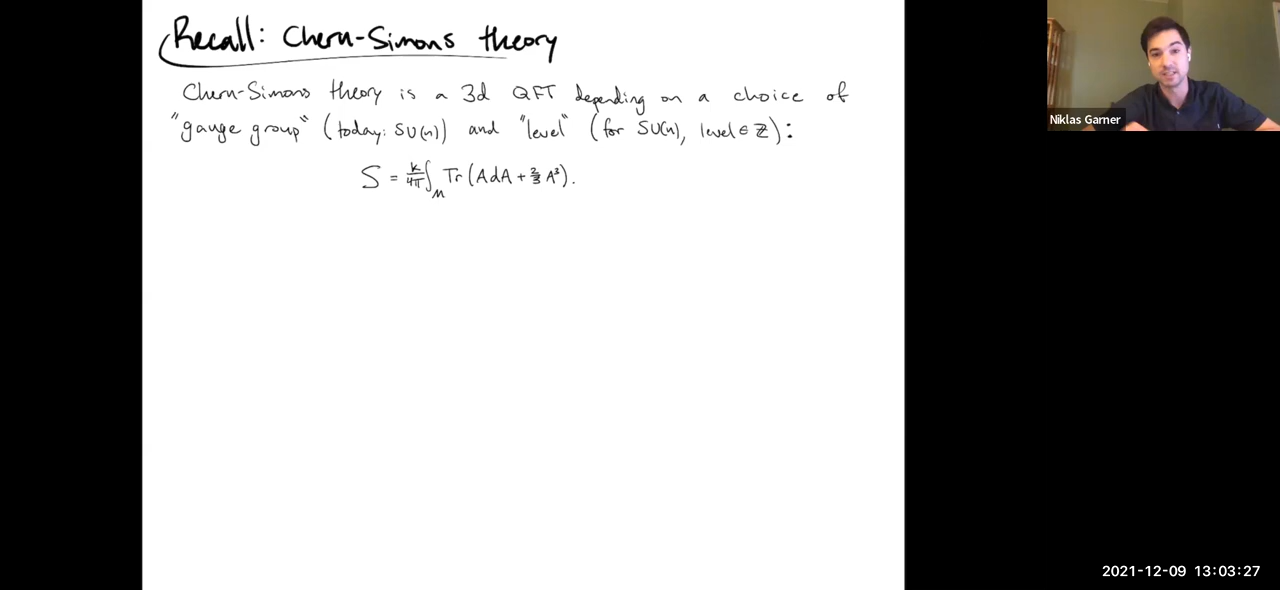 Recall: Chern-Simons theory
Chern-Simons theory is a 3d QFT depending on a choice of
"gauge group" (today: SU(n)) and "level" (for SU(n), level ∈ ℤ):
S = k/4π ∫_M Tr(AdA + 2/3 A³).
Niklas Garner
2021-12-09 13:03:27